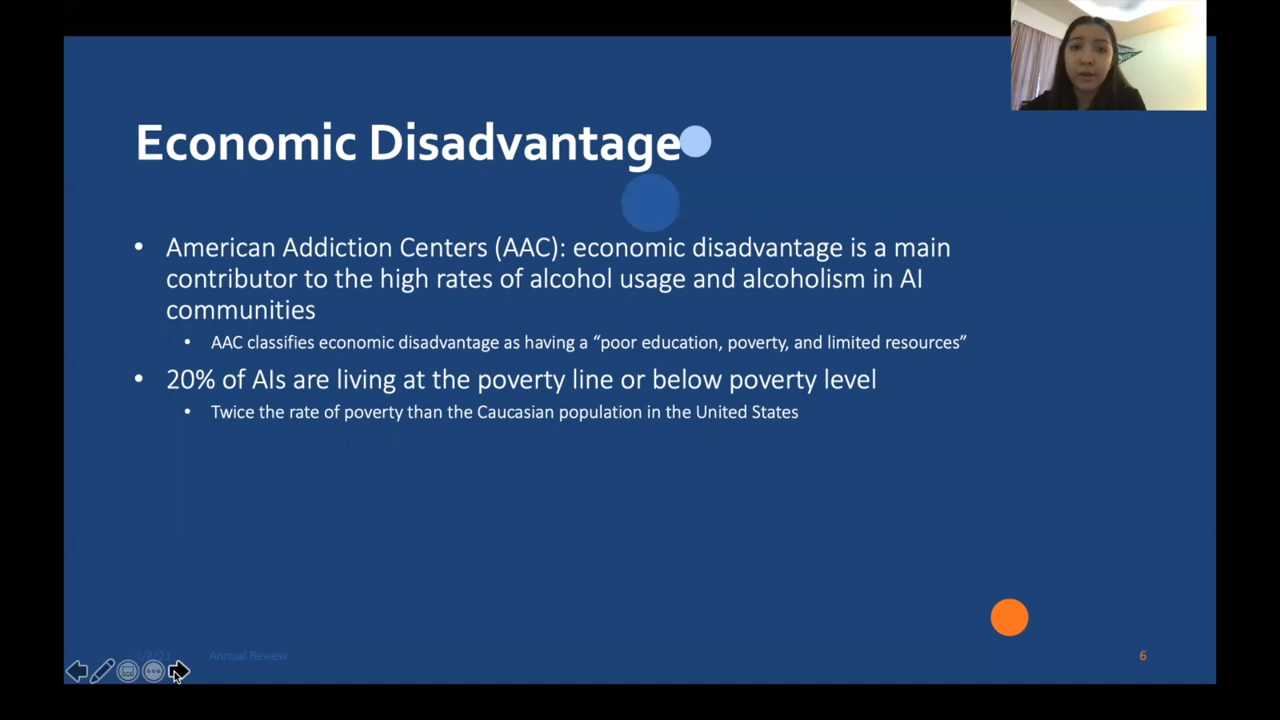 Economic Disadvantage
• American Addiction Centers (AAC): economic disadvantage is a main
contributor to the high rates of alcohol usage and alcoholism in AI
communities
• AAC classifies economic disadvantage as having a “poor education, poverty, and limited resources”
• 20% of AIs are living at the poverty line or below poverty level
• Twice the rate of poverty than the Caucasian population in the United States
Annual Review
6